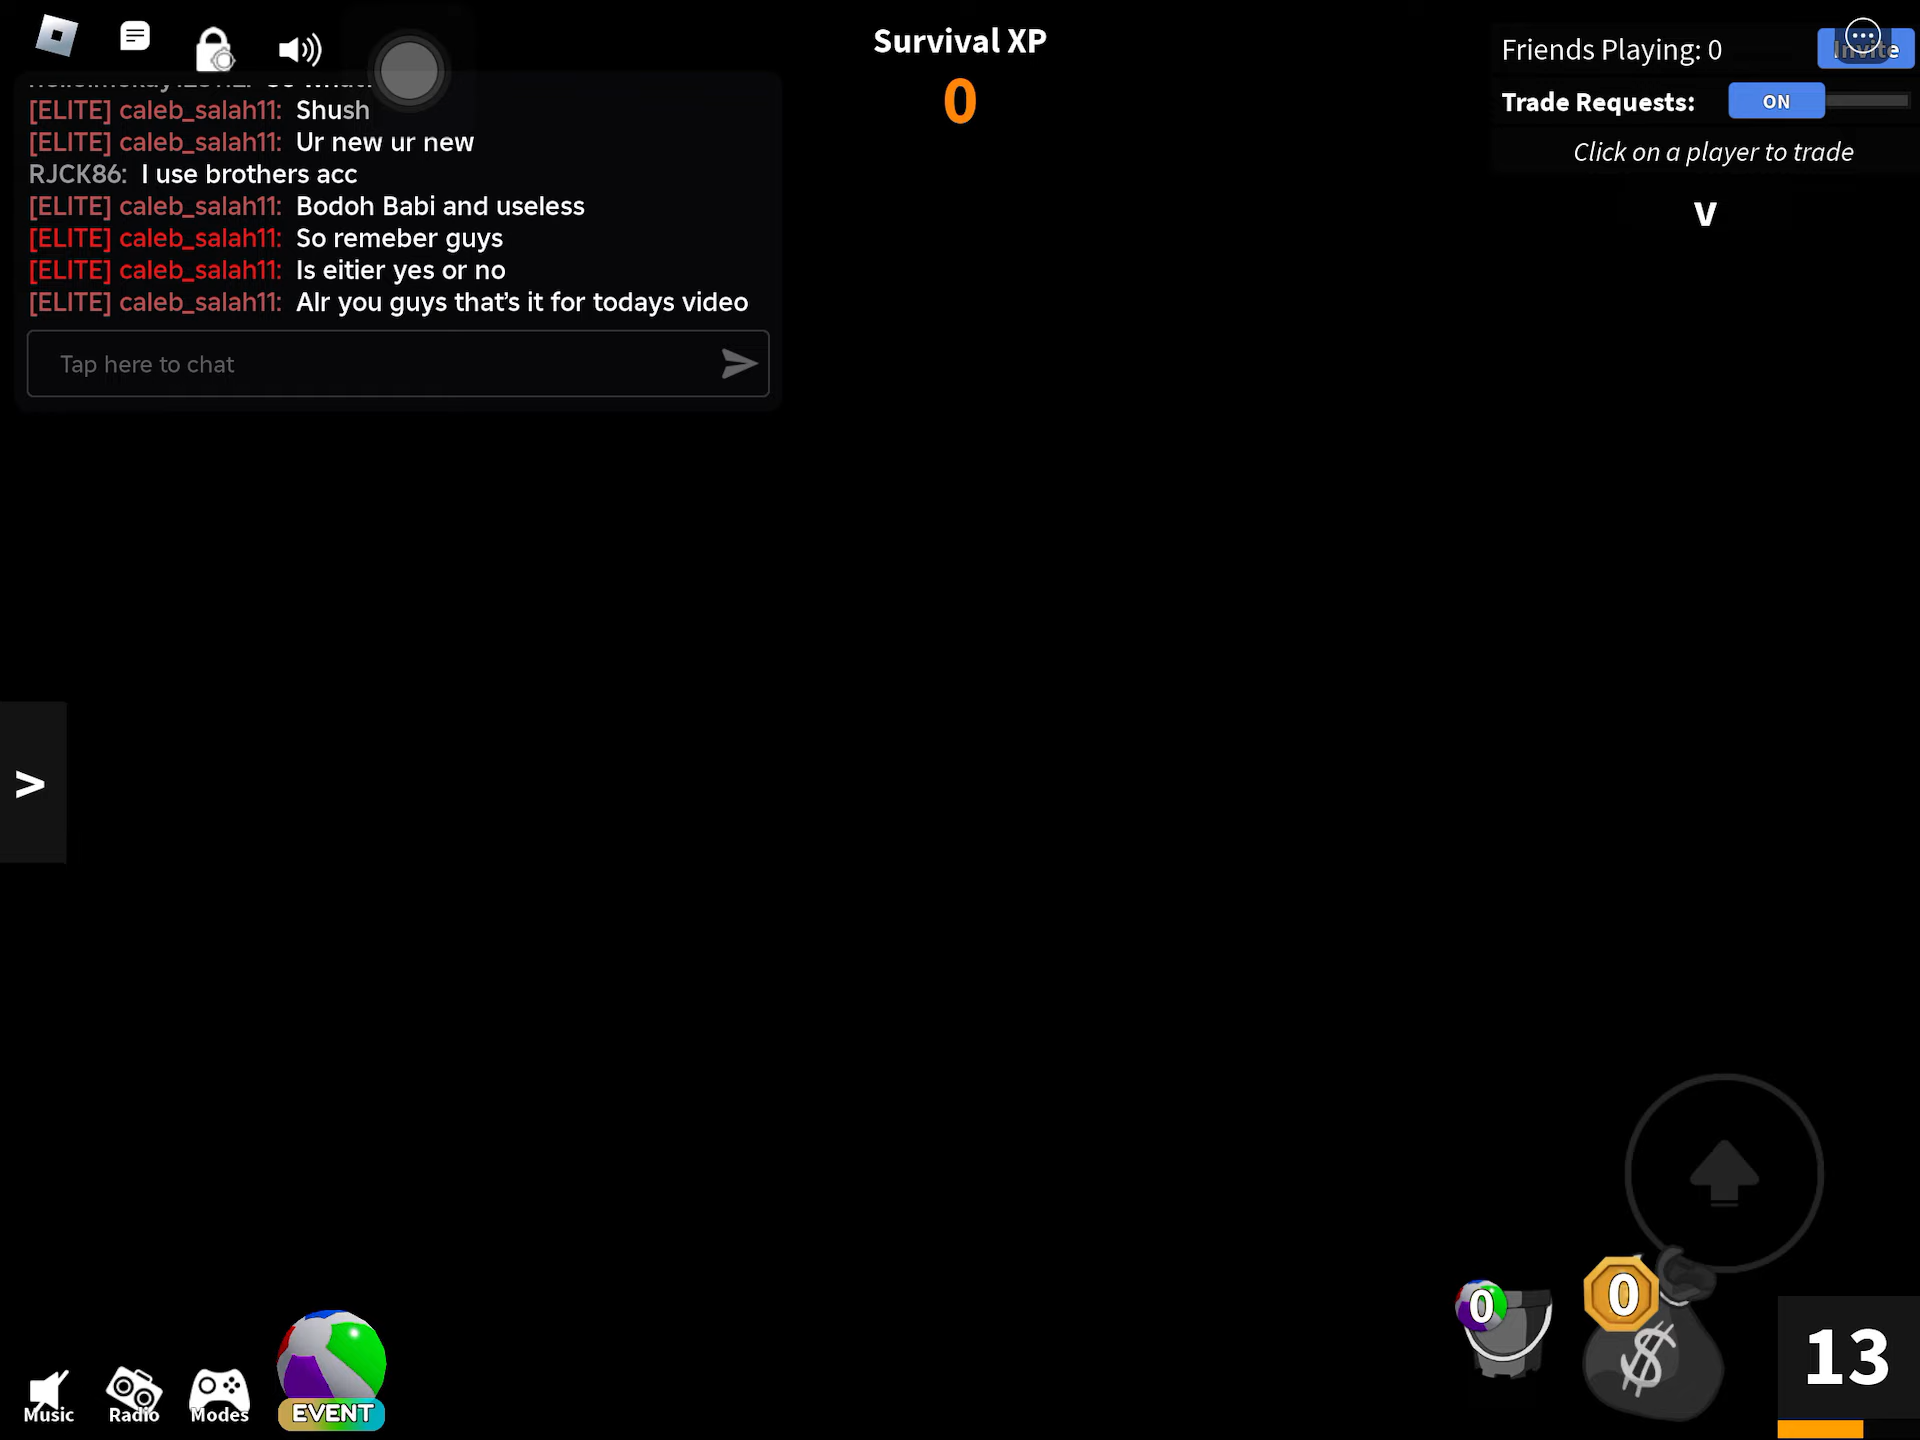 Survival XP
0
Friends Playing: 0
Trade Requests: ON
Click on a player to trade
V
[ELITE] caleb_salah11: Shush
[ELITE] caleb_salah11: Ur new ur new
RJCK86: I use brothers acc
[ELITE] caleb_salah11: Bodoh Babi and useless
[ELITE] caleb_salah11: So remeber guys
[ELITE] caleb_salah11: Is eitier yes or no
[ELITE] caleb_salah11: Alr you guys that's it for todays video
Tap here to chat
>
0
0
13
Music
Radio
Modes
EVENT